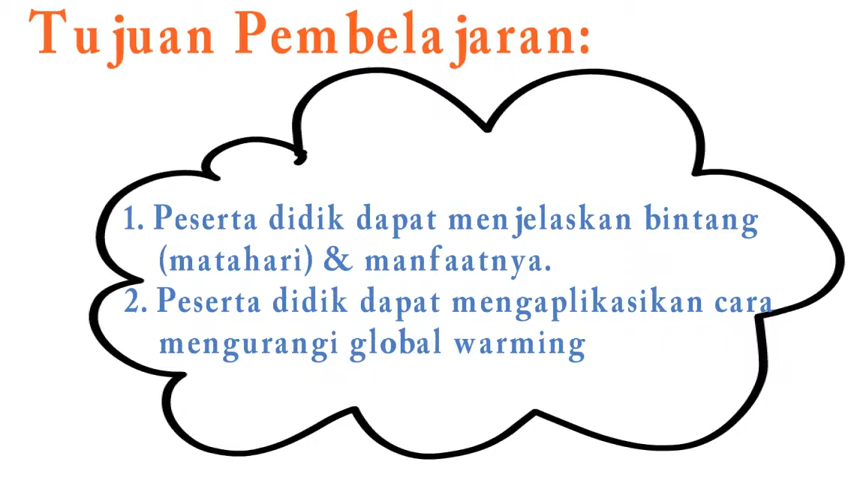 Tujuan Pembelajaran:
1. Peserta didik dapat menjelaskan bintang
(matahari) & manfaatnya.
2. Peserta didik dapat mengaplikasikan cara
mengurangi global warming